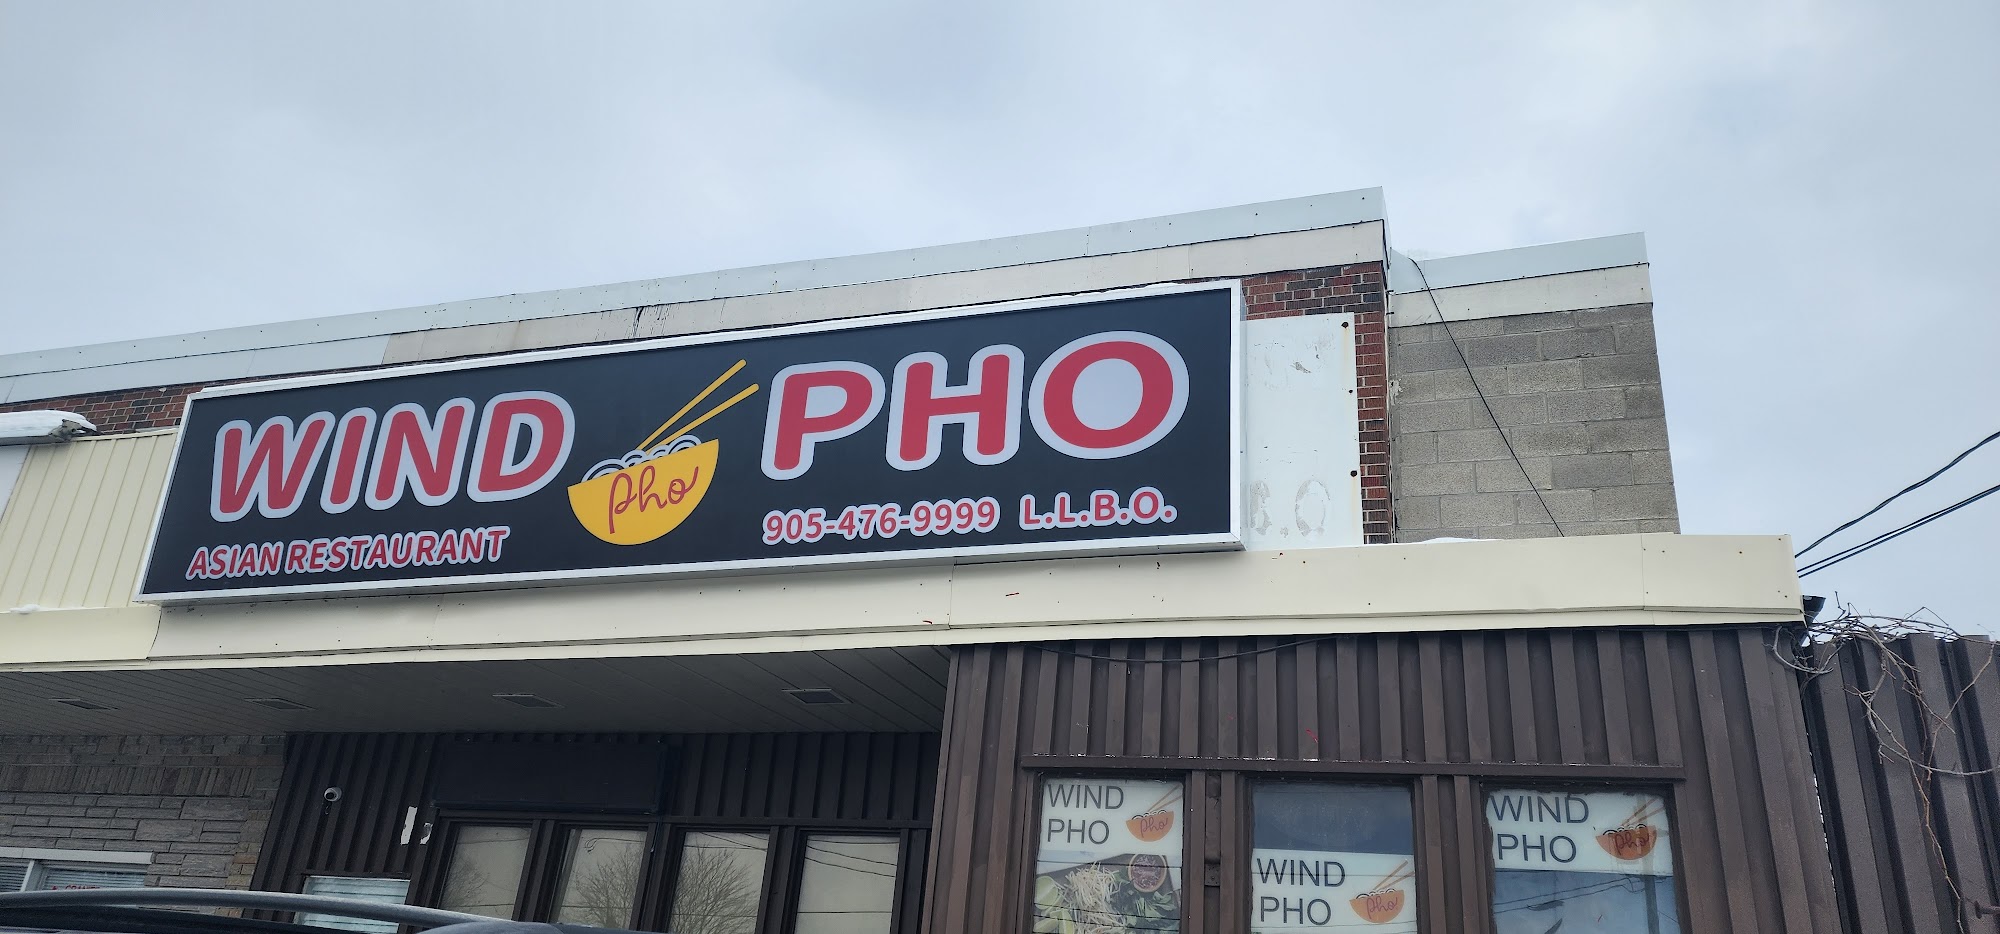 WIND pho PHO
ASIAN RESTAURANT 905-476-9999 L.L.B.O.
B.O
WIND
PHO pho
WIND
PHO pho
WIND
PHO pho